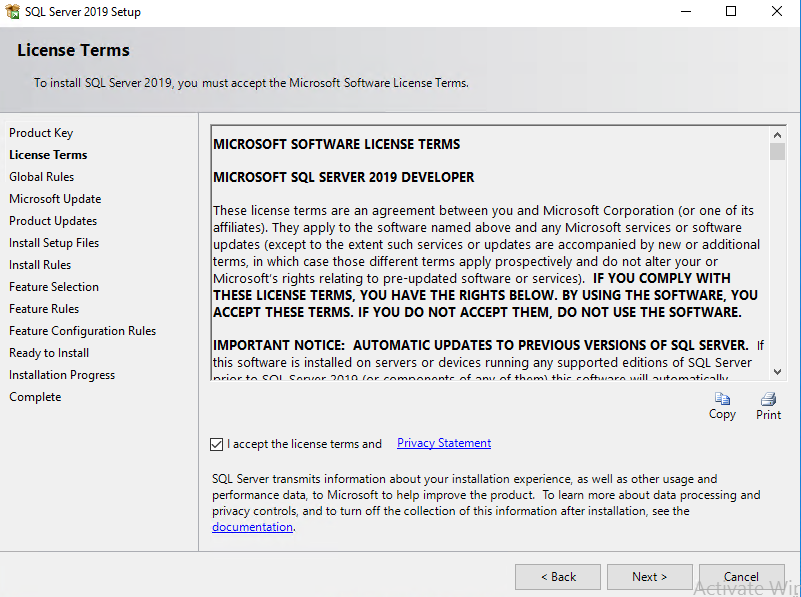 SQL Server 2019 Setup
License Terms
To install SQL Server 2019, you must accept the Microsoft Software License Terms.
Product Key
License Terms
Global Rules
Microsoft Update
Product Updates
Install Setup Files
Install Rules
Feature Selection
Feature Rules
Feature Configuration Rules
Ready to Install
Installation Progress
Complete
MICROSOFT SOFTWARE LICENSE TERMS
MICROSOFT SQL SERVER 2019 DEVELOPER
These license terms are an agreement between you and Microsoft Corporation (or one of its
affiliates). They apply to the software named above and any Microsoft services or software
updates (except to the extent such services or updates are accompanied by new or additional
terms, in which case those different terms apply prospectively and do not alter your or
Microsoft's rights relating to pre-updated software or services).  IF YOU COMPLY WITH
THESE LICENSE TERMS, YOU HAVE THE RIGHTS BELOW. BY USING THE SOFTWARE, YOU
ACCEPT THESE TERMS. IF YOU DO NOT ACCEPT THEM, DO NOT USE THE SOFTWARE.
IMPORTANT NOTICE:  AUTOMATIC UPDATES TO PREVIOUS VERSIONS OF SQL SERVER.  If
this software is installed on servers or devices running any supported editions of SQL Server
prior to SQL Server 2019 (or components of any of them) this software will automatically
Copy
Print
I accept the license terms and Privacy Statement
SQL Server transmits information about your installation experience, as well as other usage and
performance data, to Microsoft to help improve the product.  To learn more about data processing and
privacy controls, and to turn off the collection of this information after installation, see the
documentation.
< Back
Next >
Cancel
Activate Wi